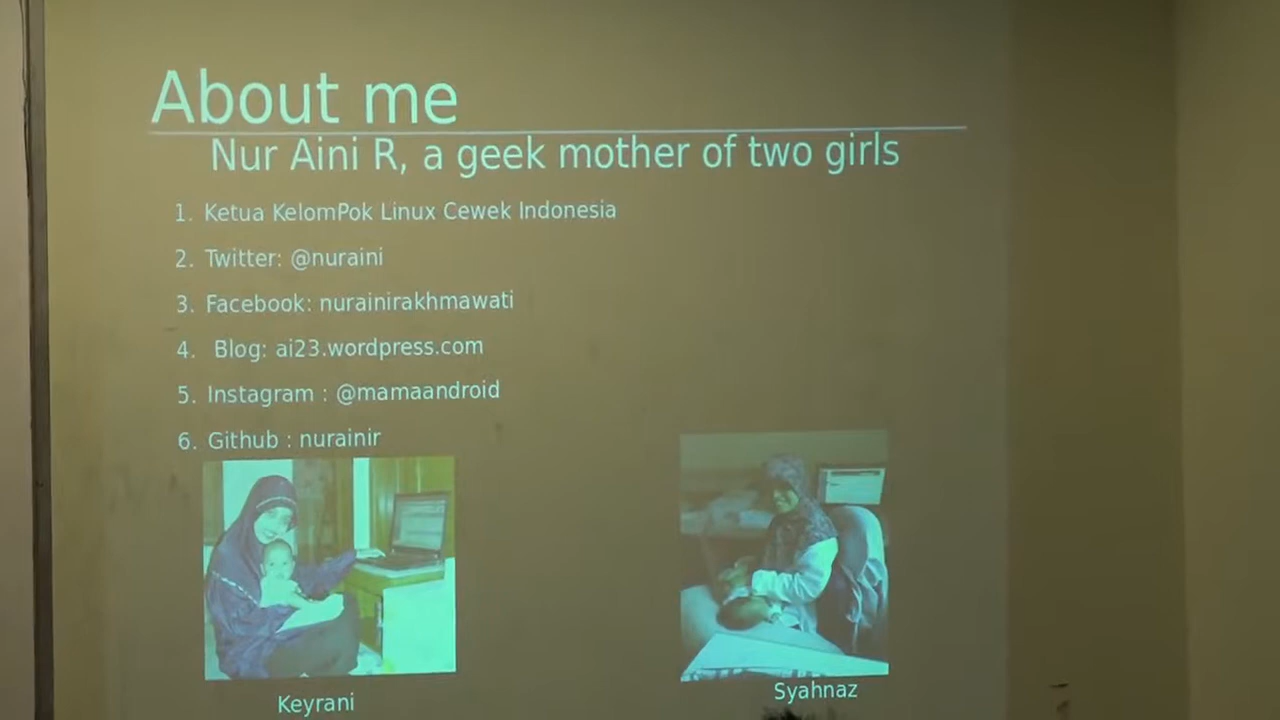 About me
Nur Aini R, a geek mother of two girls
1. Ketua KelomPok Linux Cewek Indonesia
2. Twitter: @nuraini
3. Facebook: nurainirakhmawati
4. Blog: ai23.wordpress.com
5. Instagram : @mamaandroid
6. Github : nurainir
Keyrani
Syahnaz